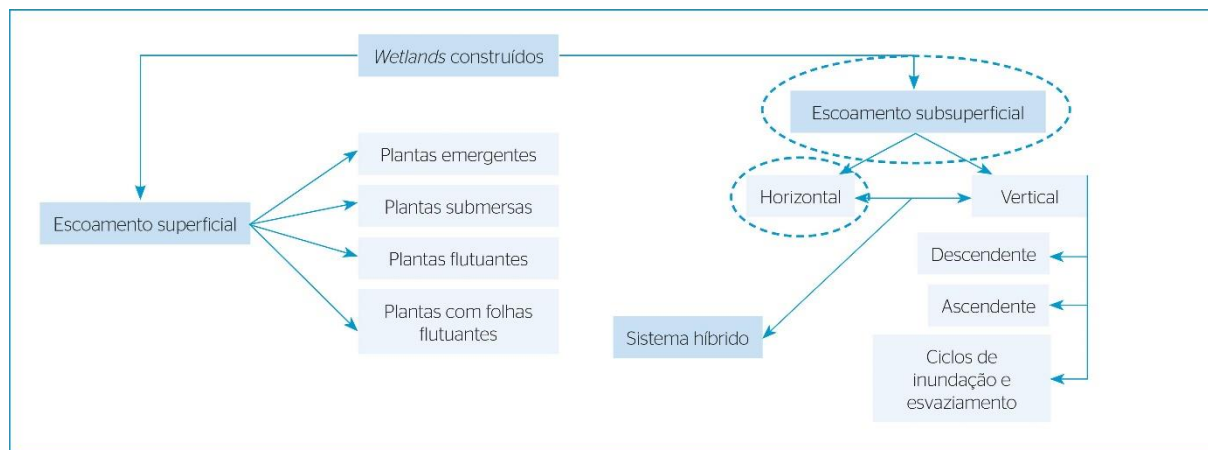 Wetlands construídos
Escoamento superficial
Plantas emergentes
Plantas submersas
Plantas flutuantes
Plantas com folhas
flutuantes
Escoamento subsuperficial
Horizontal
Vertical
Descendente
Ascendente
Ciclos de
inundação e
esvaziamento
Sistema híbrido